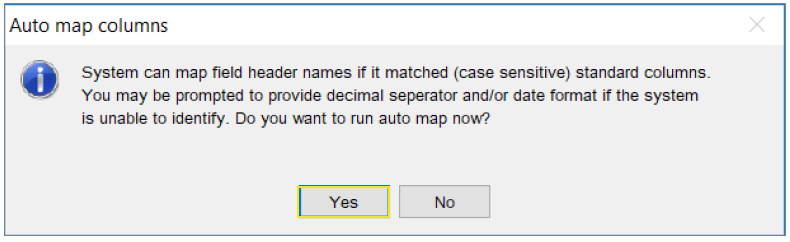 Auto map columns
System can map field header names if it matched (case sensitive) standard columns.
You may be prompted to provide decimal seperator and/or date format if the system
is unable to identify. Do you want to run auto map now?
Yes No